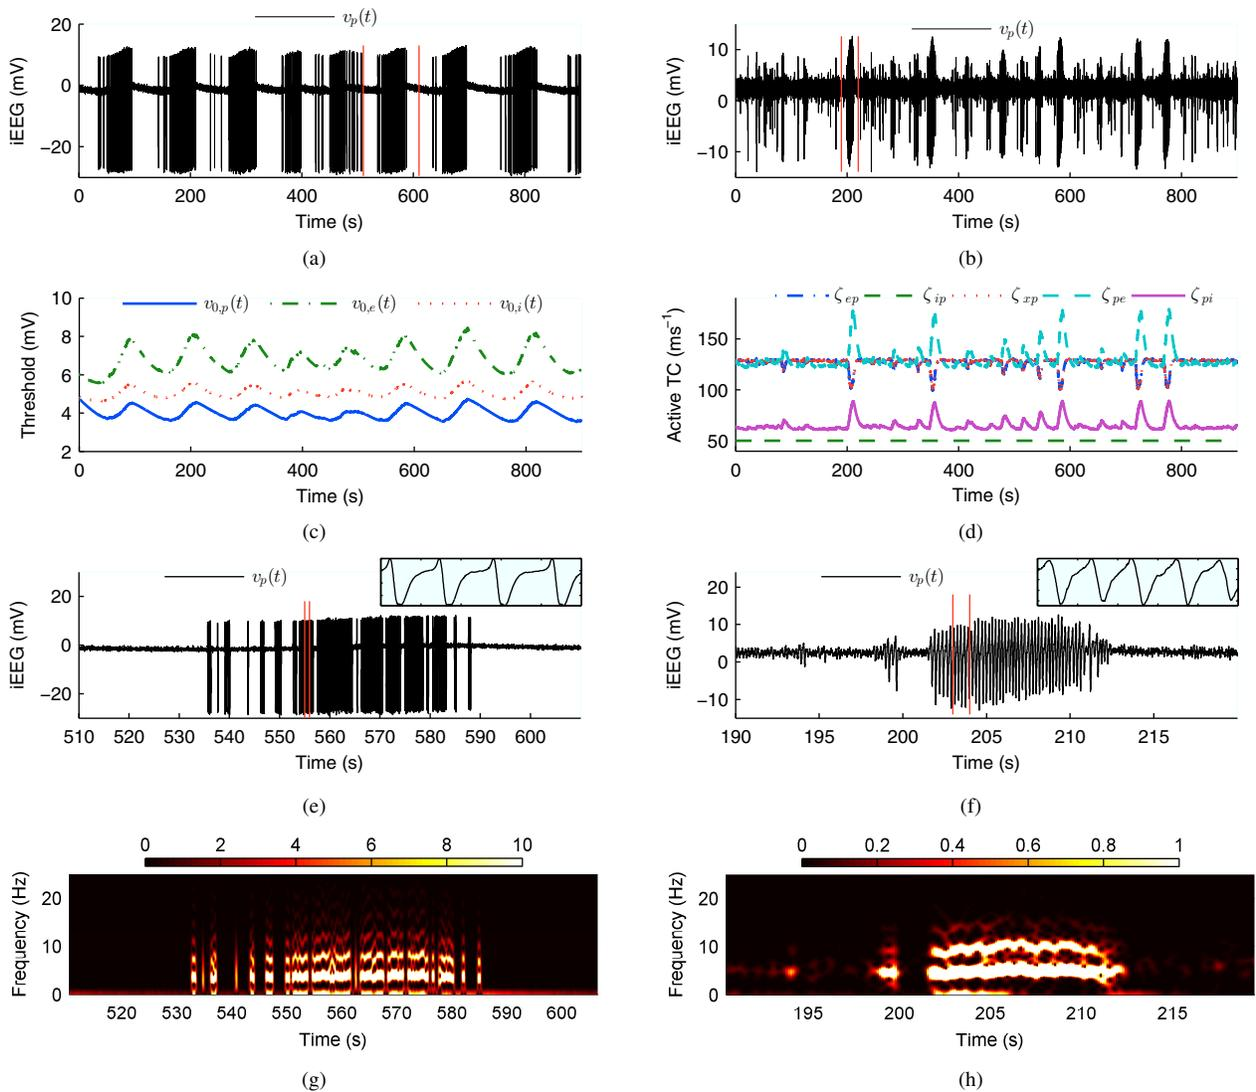 v_p(t)
iEEG (mV)
20
0
−20
0 200 400 600 800
Time (s)
(a)
v_p(t)
iEEG (mV)
10
0
−10
0 200 400 600 800
Time (s)
(b)
v_{0,p}(t) v_{0,e}(t) v_{0,i}(t)
Threshold (mV)
10
8
6
4
2
0 200 400 600 800
Time (s)
(c)
ζ_{ep} ζ_{ip} ζ_{xp} ζ_{pe} ζ_{pi}
Active TC (ms⁻¹)
150
100
50
0 200 400 600 800
Time (s)
(d)
v_p(t)
iEEG (mV)
20
0
−20
510 520 530 540 550 560 570 580 590 600
Time (s)
(e)
v_p(t)
iEEG (mV)
20
10
0
−10
190 195 200 205 210 215
Time (s)
(f)
0 2 4 6 8 10
Frequency (Hz)
20
10
0
520 530 540 550 560 570 580 590 600
Time (s)
(g)
0 0.2 0.4 0.6 0.8 1
Frequency (Hz)
20
10
0
195 200 205 210 215
Time (s)
(h)